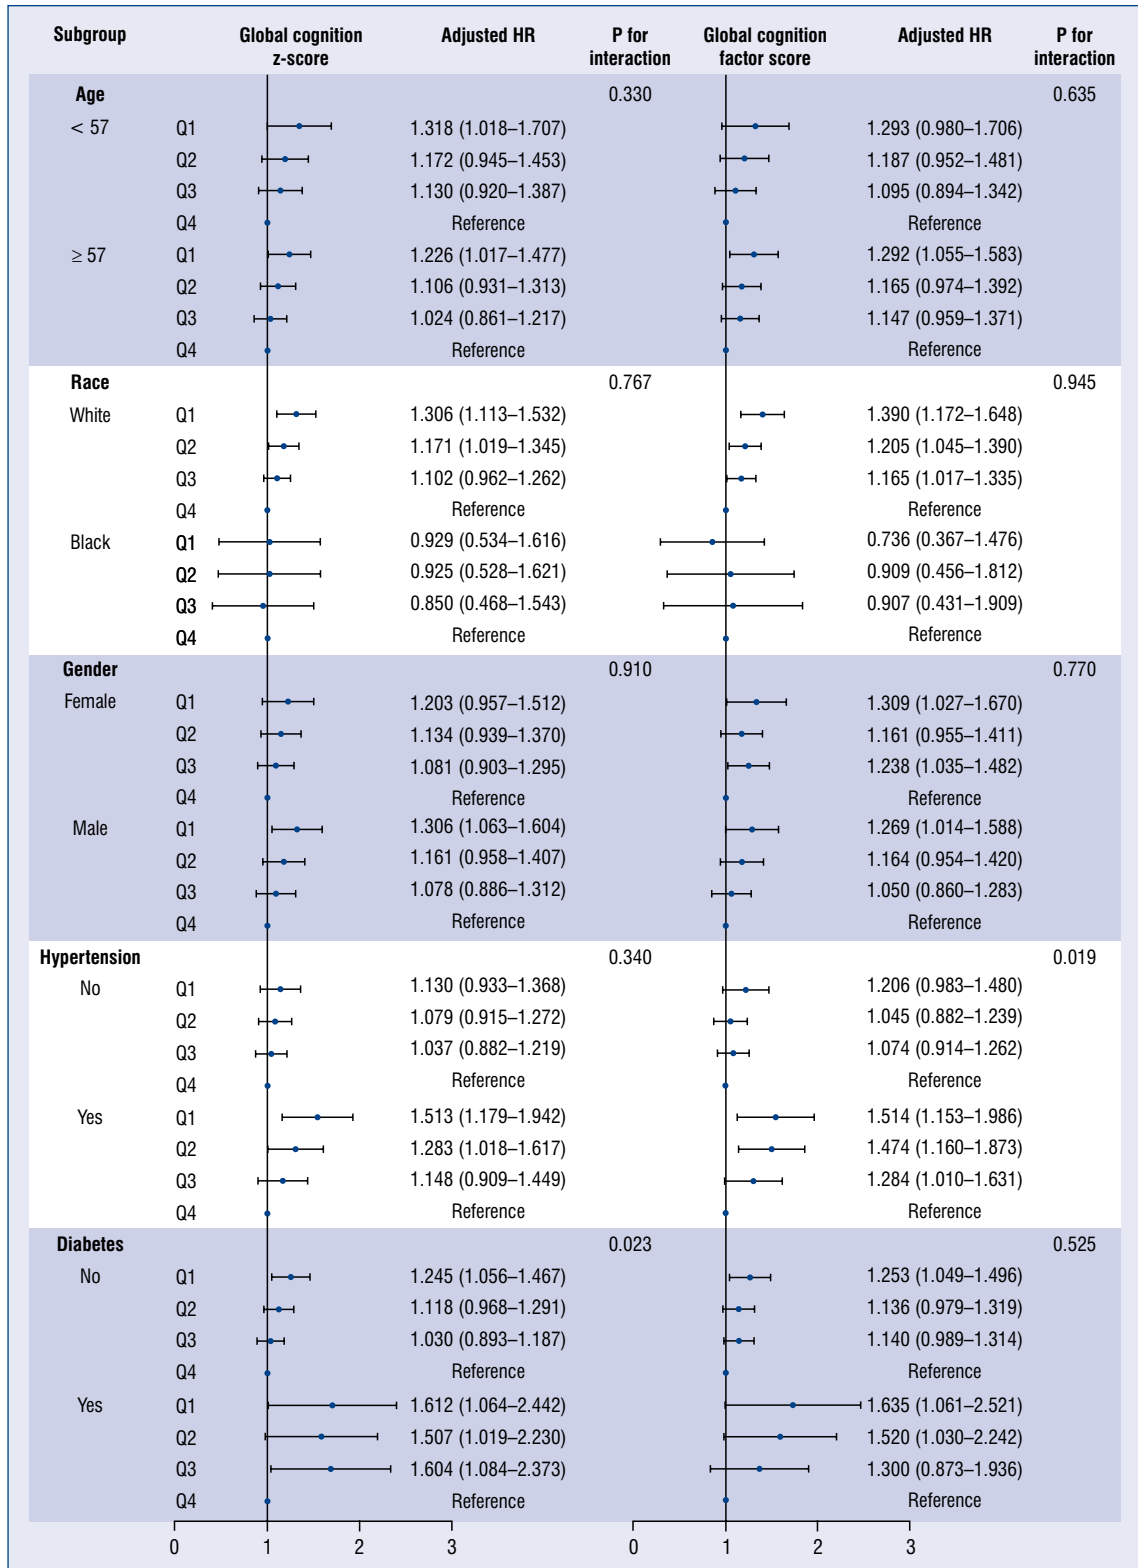 Subgroup Global cognition z-score Adjusted HR P for interaction Global cognition factor score Adjusted HR P for interaction
Age 0.330 0.635
< 57 Q1 1.318 (1.018–1.707) 1.293 (0.980–1.706)
Q2 1.172 (0.945–1.453) 1.187 (0.952–1.481)
Q3 1.130 (0.920–1.387) 1.095 (0.894–1.342)
Q4 Reference Reference
≥ 57 Q1 1.226 (1.017–1.477) 1.292 (1.055–1.583)
Q2 1.106 (0.931–1.313) 1.165 (0.974–1.392)
Q3 1.024 (0.861–1.217) 1.147 (0.959–1.371)
Q4 Reference Reference
Race 0.767 0.945
White Q1 1.306 (1.113–1.532) 1.390 (1.172–1.648)
Q2 1.171 (1.019–1.345) 1.205 (1.045–1.390)
Q3 1.102 (0.962–1.262) 1.165 (1.017–1.335)
Q4 Reference Reference
Black Q1 0.929 (0.534–1.616) 0.736 (0.367–1.476)
Q2 0.925 (0.528–1.621) 0.909 (0.456–1.812)
Q3 0.850 (0.468–1.543) 0.907 (0.431–1.909)
Q4 Reference Reference
Gender 0.910 0.770
Female Q1 1.203 (0.957–1.512) 1.309 (1.027–1.670)
Q2 1.134 (0.939–1.370) 1.161 (0.955–1.411)
Q3 1.081 (0.903–1.295) 1.238 (1.035–1.482)
Q4 Reference Reference
Male Q1 1.306 (1.063–1.604) 1.269 (1.014–1.588)
Q2 1.161 (0.958–1.407) 1.164 (0.954–1.420)
Q3 1.078 (0.886–1.312) 1.050 (0.860–1.283)
Q4 Reference Reference
Hypertension 0.340 0.019
No Q1 1.130 (0.933–1.368) 1.206 (0.983–1.480)
Q2 1.079 (0.915–1.272) 1.045 (0.882–1.239)
Q3 1.037 (0.882–1.219) 1.074 (0.914–1.262)
Q4 Reference Reference
Yes Q1 1.513 (1.179–1.942) 1.514 (1.153–1.986)
Q2 1.283 (1.018–1.617) 1.474 (1.160–1.873)
Q3 1.148 (0.909–1.449) 1.284 (1.010–1.631)
Q4 Reference Reference
Diabetes 0.023 0.525
No Q1 1.245 (1.056–1.467) 1.253 (1.049–1.496)
Q2 1.118 (0.968–1.291) 1.136 (0.979–1.319)
Q3 1.030 (0.893–1.187) 1.140 (0.989–1.314)
Q4 Reference Reference
Yes Q1 1.612 (1.064–2.442) 1.635 (1.061–2.521)
Q2 1.507 (1.019–2.230) 1.520 (1.030–2.242)
Q3 1.604 (1.084–2.373) 1.300 (0.873–1.936)
Q4 Reference Reference
0 1 2 3 0 1 2 3